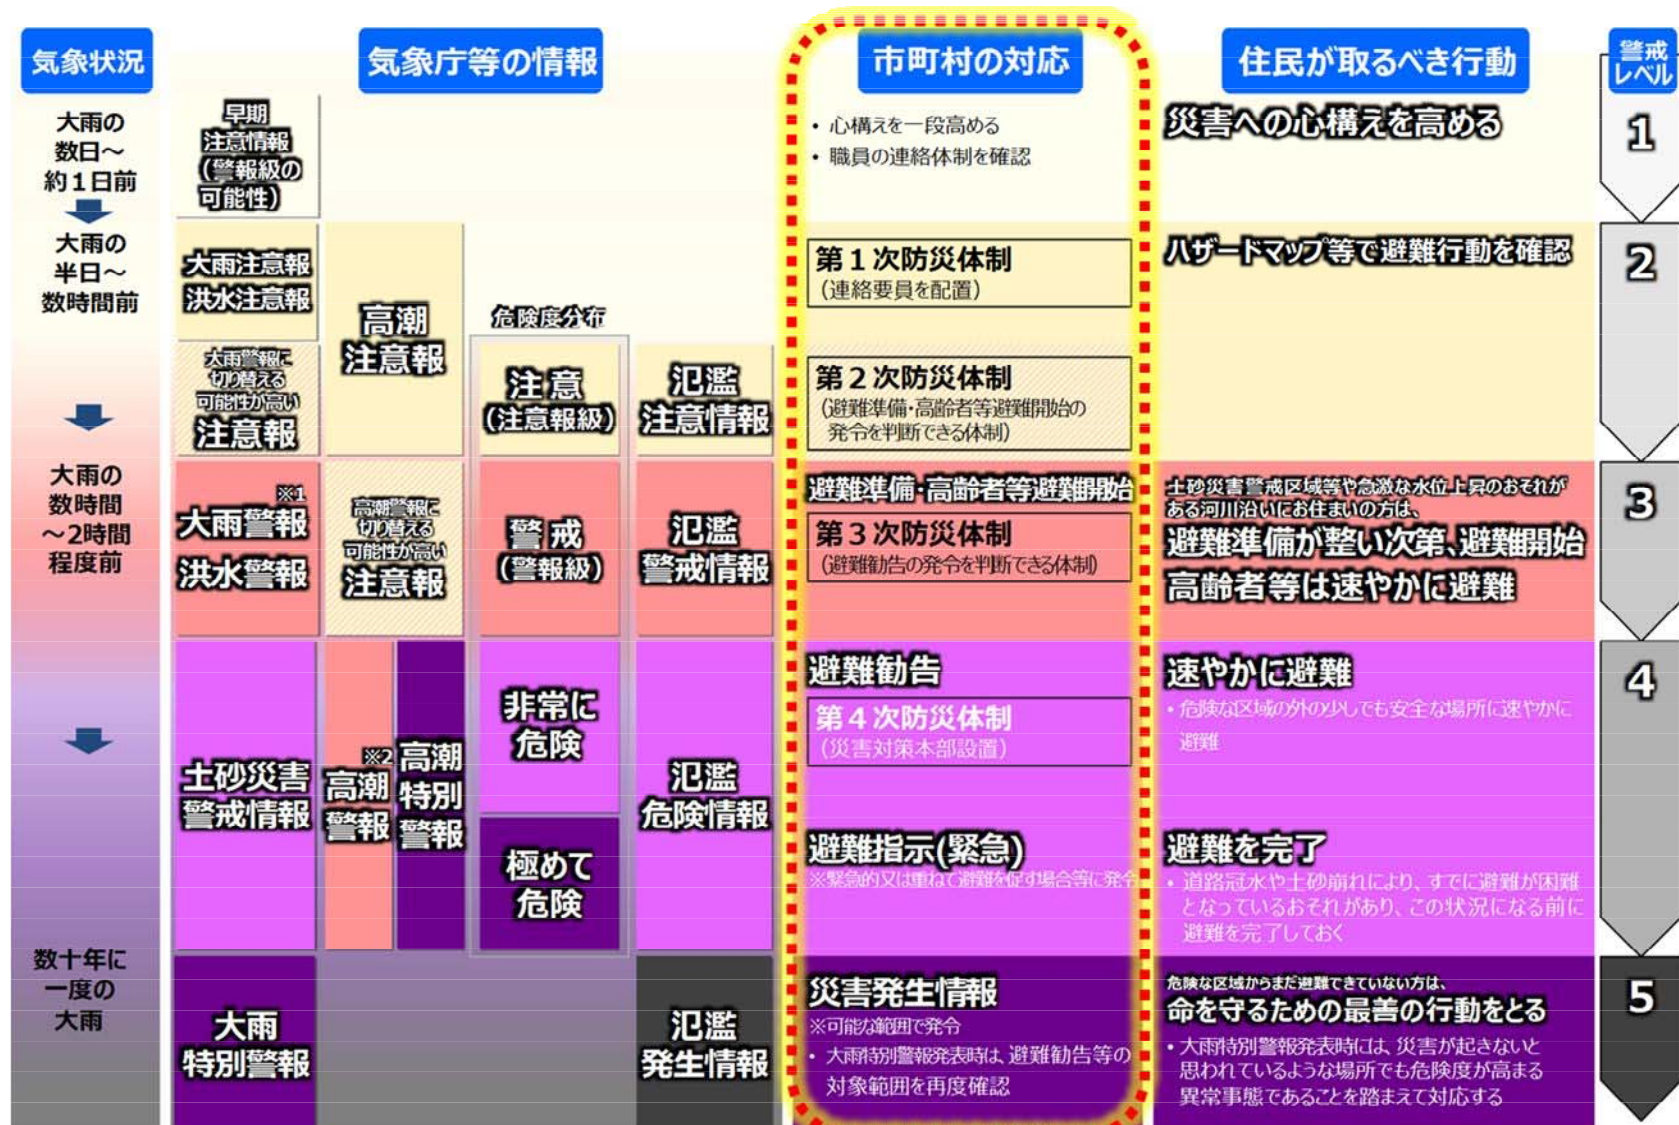 気象状況
気象庁等の情報
市町村の対応
住民が取るべき行動
警戒
レベル
大雨の
数日～
約1日前
早期
注意情報
(警報級の
可能性)
・心構えを一段高める
・職員の連絡体制を確認
災害への心構えを高める
1
大雨の
半日～
数時間前
大雨注意報
洪水注意報
高潮
注意報
危険度分布
第1次防災体制
(連絡要員を配置)
ハザードマップ等で避難行動を確認
2
大雨警報に
切り替える
可能性が高い
注意報
注意
(注意報級)
氾濫
注意情報
第2次防災体制
(避難準備・高齢者等避難開始の
発令を判断できる体制)
大雨の
数時間
～2時間
程度前
※1
大雨警報
洪水警報
高潮警報に
切り替える
可能性が高い
注意報
警戒
(警報級)
氾濫
警戒情報
避難準備・高齢者等避難開始
第3次防災体制
(避難勧告の発令を判断できる体制)
土砂災害警戒区域等や急激な水位上昇のおそれが
ある河川沿いにお住まいの方は、
避難準備が整い次第、避難開始
高齢者等は速やかに避難
3
土砂災害
警戒情報
※2
高潮
警報
高潮
特別
警報
非常に
危険
極めて
危険
氾濫
危険情報
避難勧告
第4次防災体制
(災害対策本部設置)
避難指示(緊急)
※緊急的又は重ねて避難を促す場合等に発令
速やかに避難
・危険な区域の外の少しでも安全な場所に速やかに
避難
避難を完了
・道路冠水や土砂崩れにより、すでに避難が困難
となっているおそれがあり、この状況になる前に
避難を完了しておく
4
数十年に
一度の
大雨
大雨
特別警報
氾濫
発生情報
災害発生情報
※可能な範囲で発令
・大雨特別警報発表時は、避難勧告等の
対象範囲を再度確認
危険な区域からまだ避難できていない方は、
命を守るための最善の行動をとる
・大雨特別警報発表時には、災害が起きないと
思われているような場所でも危険度が高まる
異常事態であることを踏まえて対応する
5